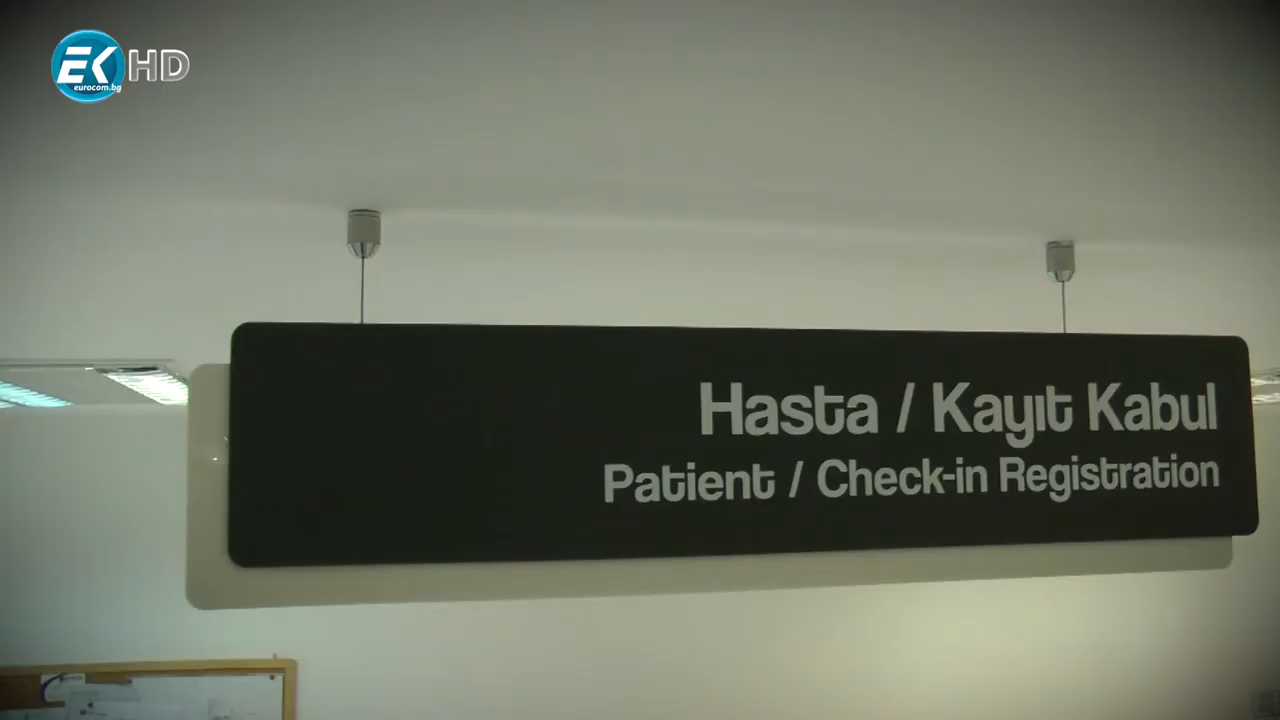 EK HD
eurocom.bg
Hasta / Kayıt Kabul
Patient / Check-in Registration